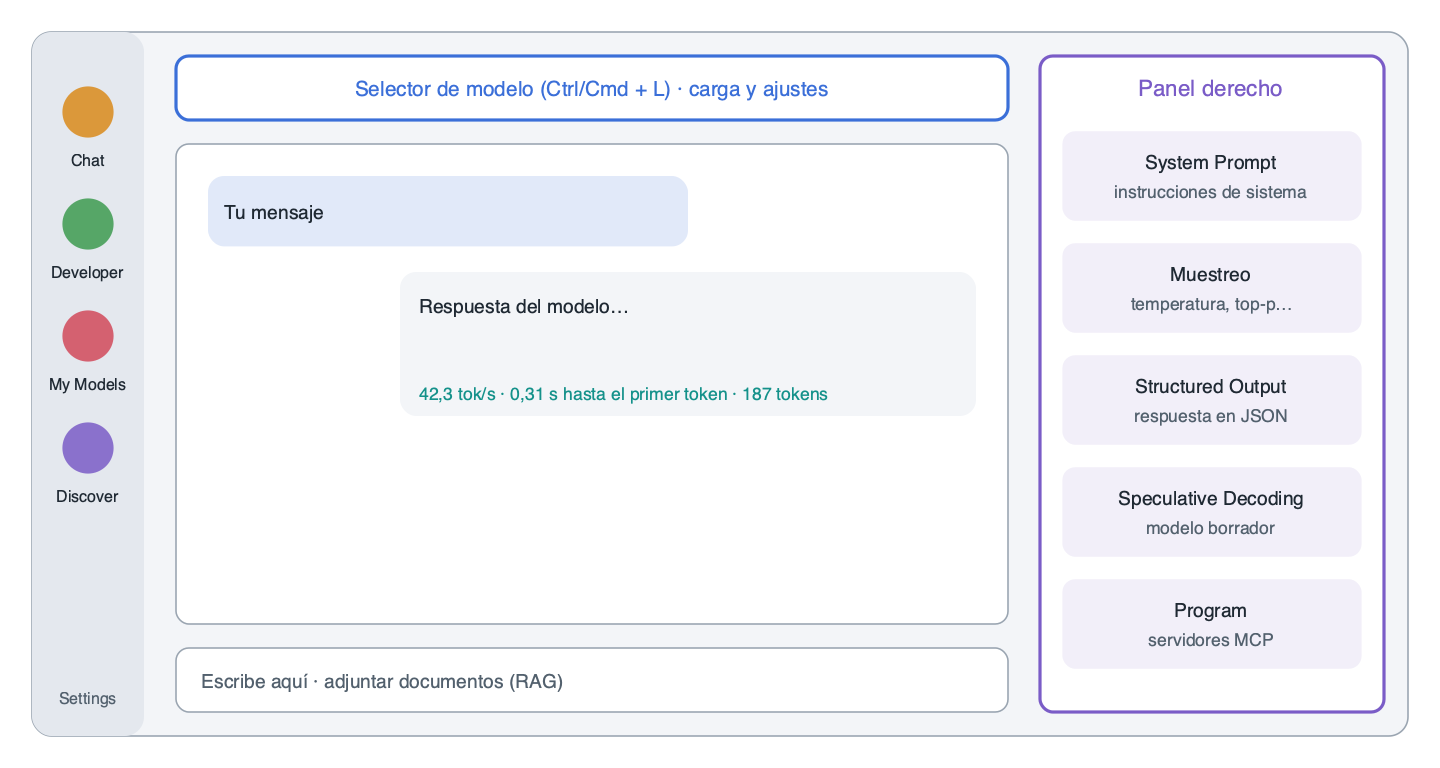 Chat
Developer
My Models
Discover
Settings
Selector de modelo (Ctrl/Cmd + L) · carga y ajustes
Tu mensaje
Respuesta del modelo…
42,3 tok/s · 0,31 s hasta el primer token · 187 tokens
Escribe aquí · adjuntar documentos (RAG)
Panel derecho
System Prompt
instrucciones de sistema
Muestreo
temperatura, top-p…
Structured Output
respuesta en JSON
Speculative Decoding
modelo borrador
Program
servidores MCP